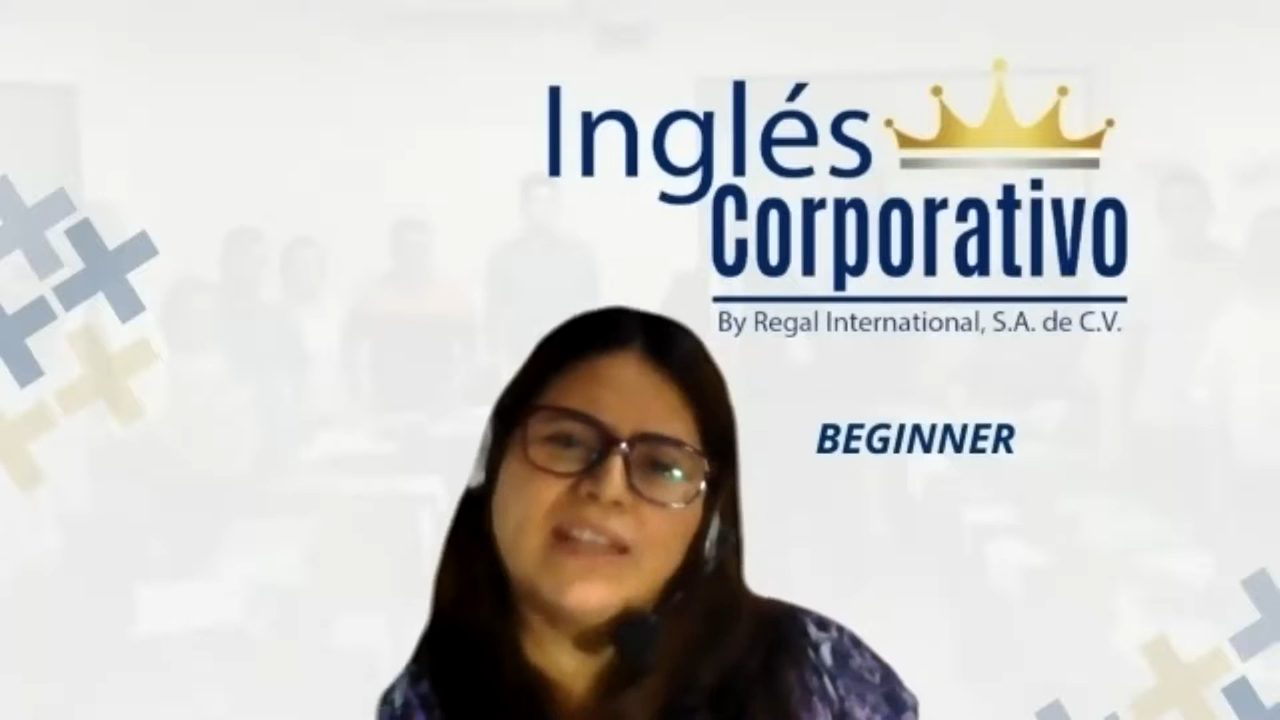 Inglés
Corporativo
By Regal International, S.A. de C.V.
BEGINNER